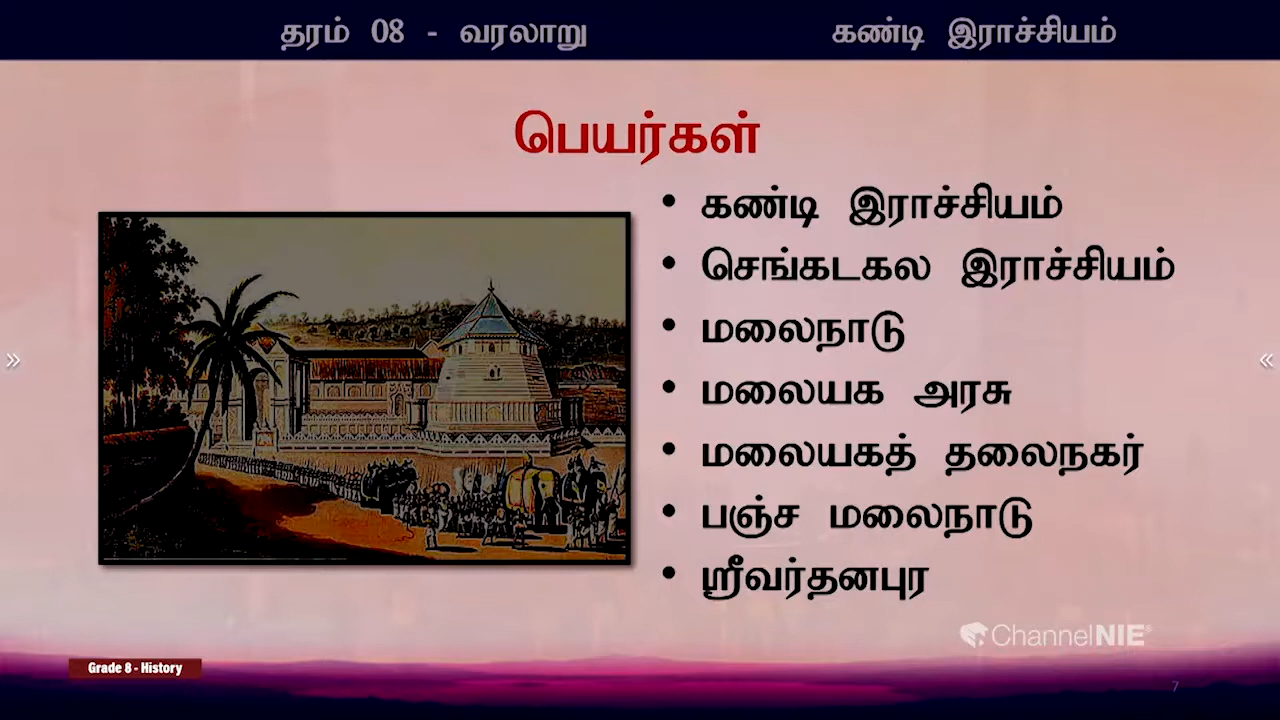 தரம் 08 - வரலாறு
கண்டி இராச்சியம்
பெயர்கள்
• கண்டி இராச்சியம்
• செங்கடகல இராச்சியம்
• மலைநாடு
• மலையக அரசு
• மலையகத் தலைநகர்
• பஞ்ச மலைநாடு
• ஸ்ரீவர்தனபுர
ChannelNIE
Grade 8 - History
7